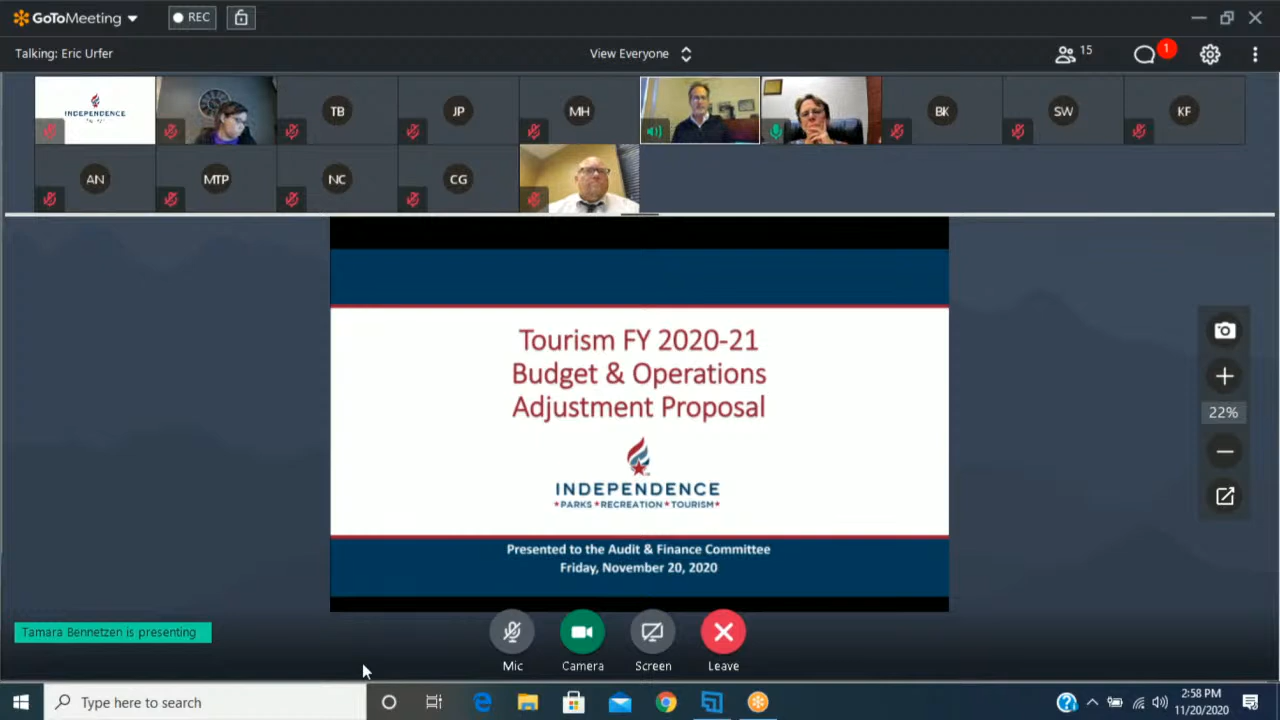 GoToMeeting
REC
Talking: Eric Urfer
View Everyone
15
1
INDEPENDENCE
TB
JP
MH
BK
SW
KF
AN
MTP
NC
CG
Tourism FY 2020-21
Budget & Operations
Adjustment Proposal
INDEPENDENCE
PARKS RECREATION TOURISM
Presented to the Audit & Finance Committee
Friday, November 20, 2020
22%
Tamara Bennetzen is presenting
Mic
Camera
Screen
Leave
Type here to search
2:58 PM
11/20/2020